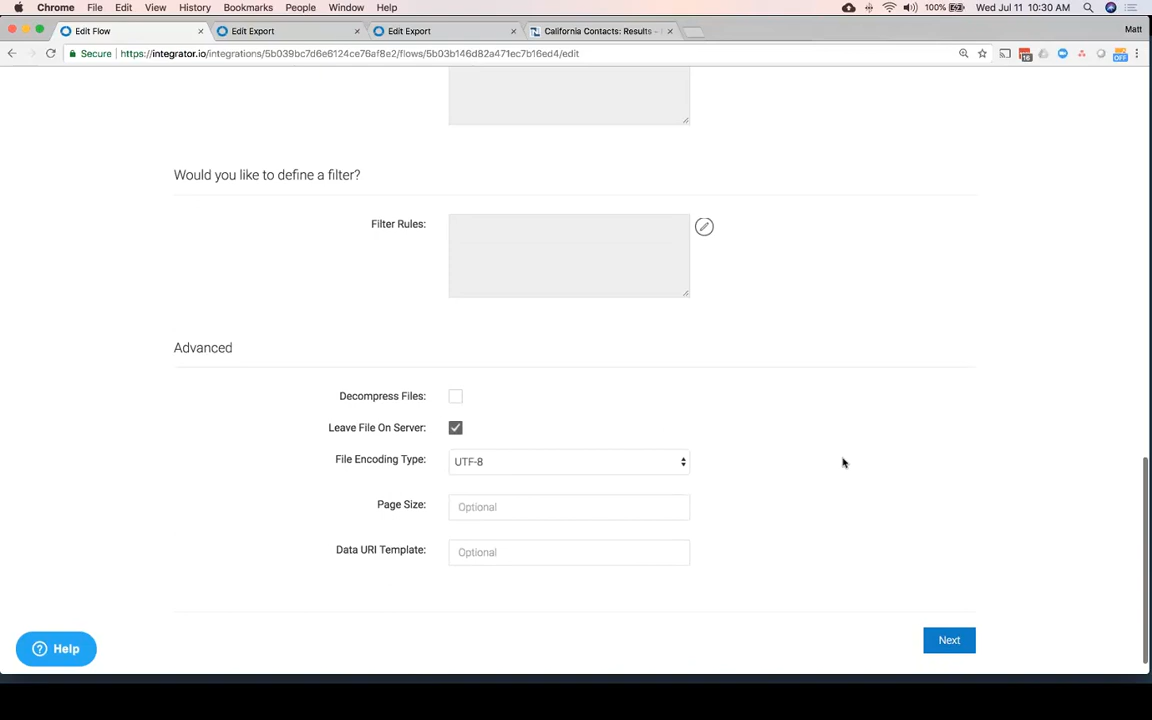 Chrome File Edit View History Bookmarks People Window Help 100% Wed Jul 11 10:30 AM
Edit Flow Edit Export Edit Export California Contacts: Results - Matt
Secure https://integrator.io/integrations/5b039bc7d6e6124ce76af8e2/flows/5b03b146d82a471ec7b16ed4/edit 16 OFF
Would you like to define a filter?
Filter Rules:
Advanced
Decompress Files:
Leave File On Server:
File Encoding Type: UTF-8
Page Size: Optional
Data URI Template: Optional
Next
Help